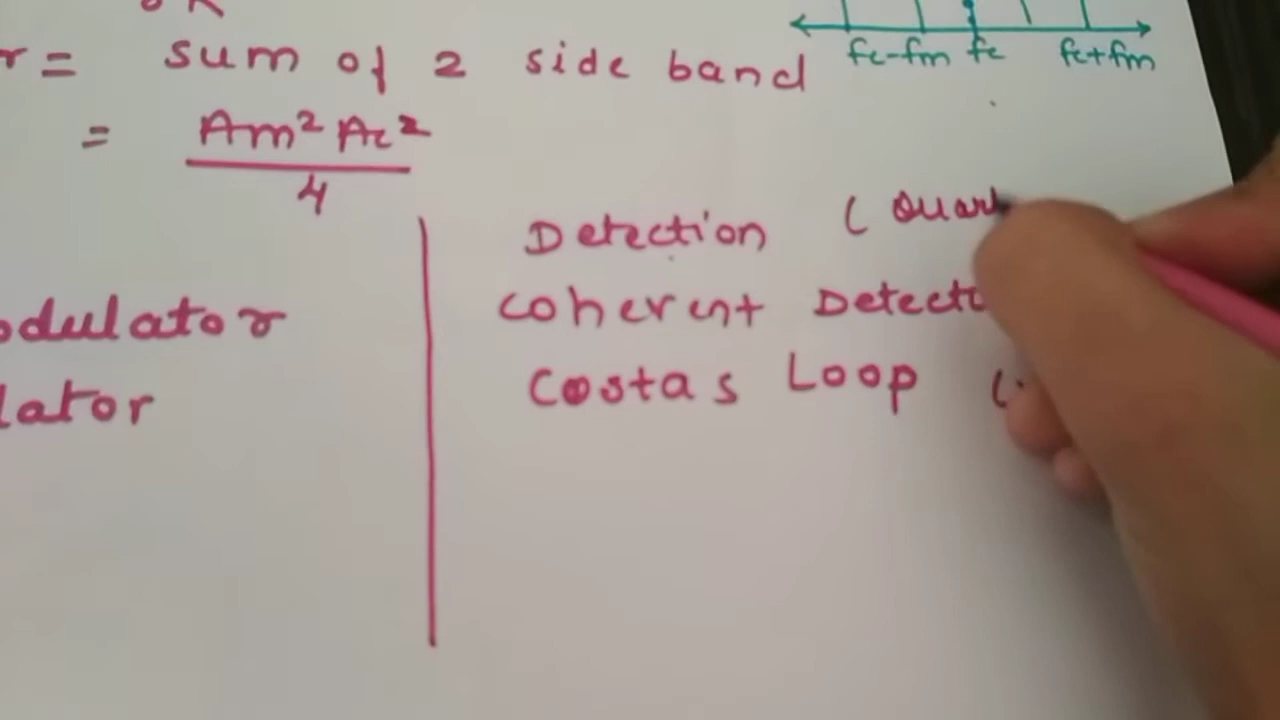 fc-fm fc fc+fm
r = sum of 2 side band
= Am² Ac²
4
Detection (
odulator
Coherent Detecti
lator
Costas Loop (